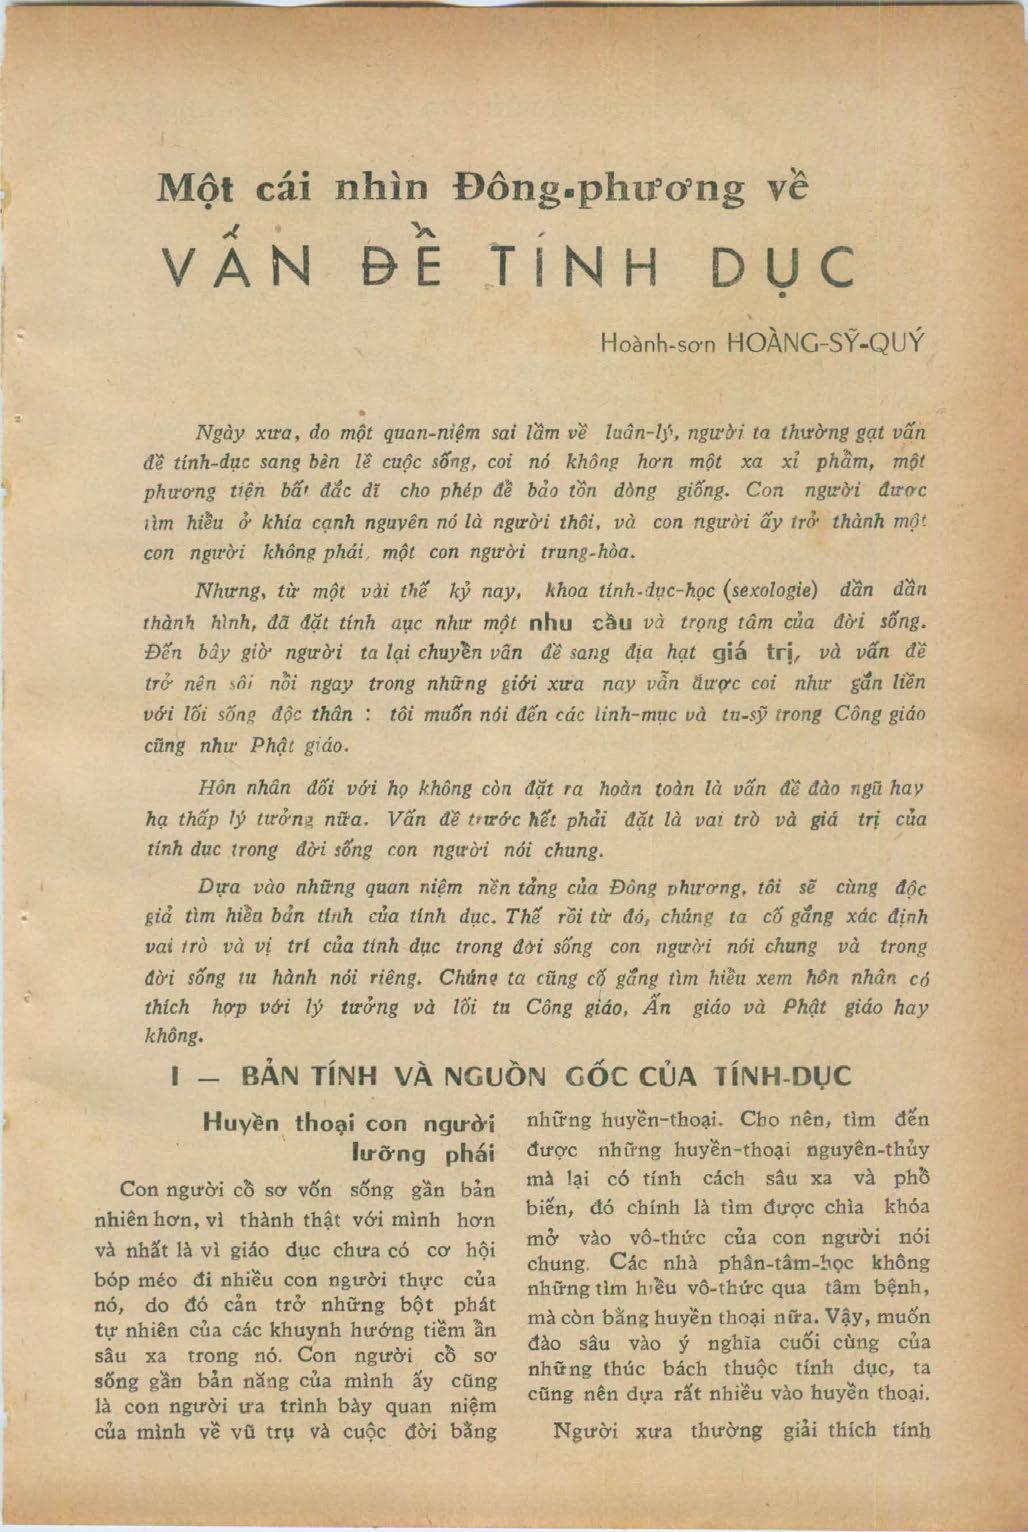 Một cái nhìn Đông-phương về
VẤN ĐỀ TÍNH DỤC
Hoành-sơn HOÀNG-SỸ-QUÝ
Ngày xưa, do một quan-niệm sai lầm về luân-lý, người ta thường gạt vấn
đề tính-dục sang bên lề cuộc sống, coi nó không hơn một xa xỉ phẩm, một
phương tiện bất đắc dĩ cho phép để bảo tồn dòng giống. Con người được
tìm hiểu ở khía cạnh nguyên nó là người thôi, và con người ấy trở thành một
con người không phái, một con người trung-hòa.
Nhưng, từ một vài thế kỷ nay, khoa tính-dục-học (sexologie) dần dần
thành hình, đã đặt tính dục như một nhu cầu và trọng tâm của đời sống.
Đến bây giờ người ta lại chuyển vấn đề sang địa hạt giá trị, và vấn đề
trở nên sôi nổi ngay trong những giới xưa nay vẫn được coi như gắn liền
với lối sống độc thân : tôi muốn nói đến các linh-mục và tu-sỹ trong Công giáo
cũng như Phật giáo.
Hôn nhân đối với họ không còn đặt ra hoàn toàn là vấn đề đào ngũ hay
hạ thấp lý tưởng nữa. Vấn đề trước hết phải đặt là vai trò và giá trị của
tính dục trong đời sống con người nói chung.
Dựa vào những quan niệm nền tảng của Đông phương, tôi sẽ cùng độc
giả tìm hiểu bản tính của tính dục. Thế rồi từ đó, chúng ta cố gắng xác định
vai trò và vị trí của tính dục trong đời sống con người nói chung và trong
đời sống tu hành nói riêng. Chúng ta cũng cố gắng tìm hiểu xem hôn nhân có
thích hợp với lý tưởng và lối tu Công giáo, Ấn giáo và Phật giáo hay
không.
I — BẢN TÍNH VÀ NGUỒN GỐC CỦA TÍNH-DỤC
Huyền thoại con người
lưỡng phái
Con người cồ sơ vốn sống gần bản
nhiên hơn, vì thành thật với mình hơn
và nhất là vì giáo dục chưa có cơ hội
bóp méo đi nhiều con người thực của
nó, do đó cản trở những bột phát
tự nhiên của các khuynh hướng tiềm ẩn
sâu xa trong nó. Con người cồ sơ
sống gần bản năng của mình ấy cũng
là con người ưa trình bày quan niệm
của mình về vũ trụ và cuộc đời bằng
những huyền-thoại. Cho nên, tìm đến
được những huyền-thoại nguyên-thủy
mà lại có tính cách sâu xa và phồ
biến, đó chính là tìm được chìa khóa
mở vào vô-thức của con người nói
chung. Các nhà phân-tâm-học không
những tìm hiểu vô-thức qua tâm bệnh,
mà còn bằng huyền thoại nữa. Vậy, muốn
đào sâu vào ý nghĩa cuối cùng của
những thúc bách thuộc tính dục, ta
cũng nên dựa rất nhiều vào huyền thoại.
Người xưa thường giải thích tính